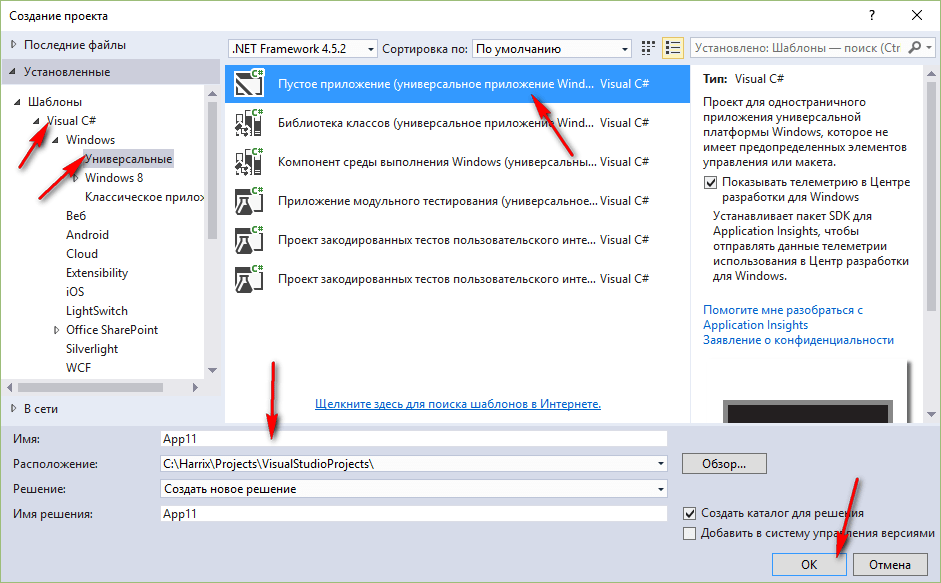 Создание проекта
?
Последние файлы
.NET Framework 4.5.2
Сортировка по:
По умолчанию
Установлено: Шаблоны — поиск (Ctr
Установленные
Шаблоны
Visual C#
Windows
Универсальные
Windows 8
Классическое прилож
Веб
Android
Cloud
Extensibility
iOS
LightSwitch
Office SharePoint
Silverlight
WCF
В сети
Пустое приложение (универсальное приложение Wind... Visual C#
Библиотека классов (универсальное приложение Wind... Visual C#
Компонент среды выполнения Windows (универсальны... Visual C#
Приложение модульного тестирования (универсальное... Visual C#
Проект закодированных тестов пользовательского инте... Visual C#
Проект закодированных тестов пользовательского инте... Visual C#
Щелкните здесь для поиска шаблонов в Интернете.
Тип: Visual C#
Проект для одностраничного
приложения универсальной
платформы Windows, которое не
имеет предопределенных элементов
управления или макета.
Показывать телеметрию в Центре
разработки для Windows
Устанавливает пакет SDK для
Application Insights, чтобы
отправлять данные телеметрии
использования в Центр разработки
для Windows.
Помогите мне разобраться с
Application Insights
Заявление о конфиденциальности
Имя:
App11
Расположение:
C:\Harrix\Projects\VisualStudioProjects\
Обзор...
Решение:
Создать новое решение
Имя решения:
App11
Создать каталог для решения
Добавить в систему управления версиями
OK
Отмена